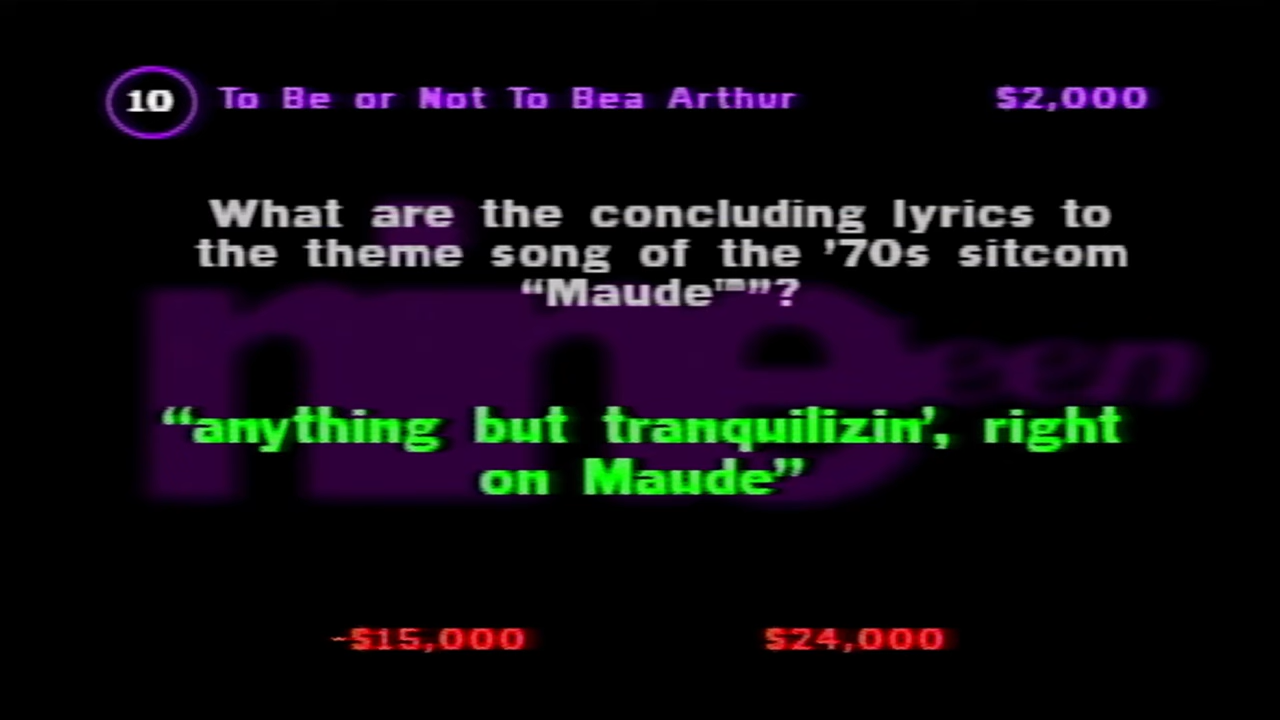 10 To Be or Not To Bea Arthur $2,000
What are the concluding lyrics to
the theme song of the ’70s sitcom
“Maude™”?
nineteen
“anything but tranquilizin’, right
on Maude”
-$15,000 $24,000